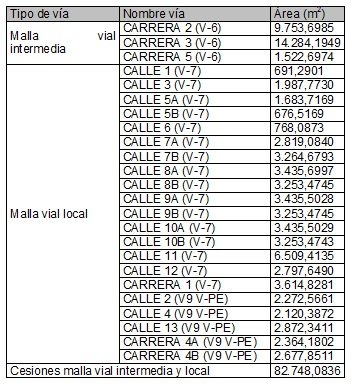 Tipo de vía Nombre vía Área (m²)
Malla vial intermedia CARRERA 2 (V-6) 9.753,6985
CARRERA 3 (V-6) 14.284,1949
CARRERA 5 (V-6) 1.522,6974
Malla vial local CALLE 1 (V-7) 691,2901
CALLE 3 (V-7) 1.987,7730
CALLE 5A (V-7) 1.683,7169
CALLE 5B (V-7) 676,5169
CALLE 6 (V-7) 768,0873
CALLE 7A (V-7) 2.819,0840
CALLE 7B (V-7) 3.264,6793
CALLE 8A (V-7) 3.435,6997
CALLE 8B (V-7) 3.253,4745
CALLE 9A (V-7) 3.435,5028
CALLE 9B (V-7) 3.253,4745
CALLE 10A (V-7) 3.435,5029
CALLE 10B (V-7) 3.253,4743
CALLE 11 (V-7) 6.509,4135
CALLE 12 (V-7) 2.797,6490
CARRERA 1 (V-7) 3.614,8281
CALLE 2 (V9 V-PE) 2.272,5661
CALLE 4 (V9 V-PE) 2.120,3872
CALLE 13 (V9 V-PE) 2.872,3411
CARRERA 4A (V9 V-PE) 2.364,1802
CARRERA 4B (V9 V-PE) 2.677,8511
Cesiones malla vial intermedia y local 82.748,0836